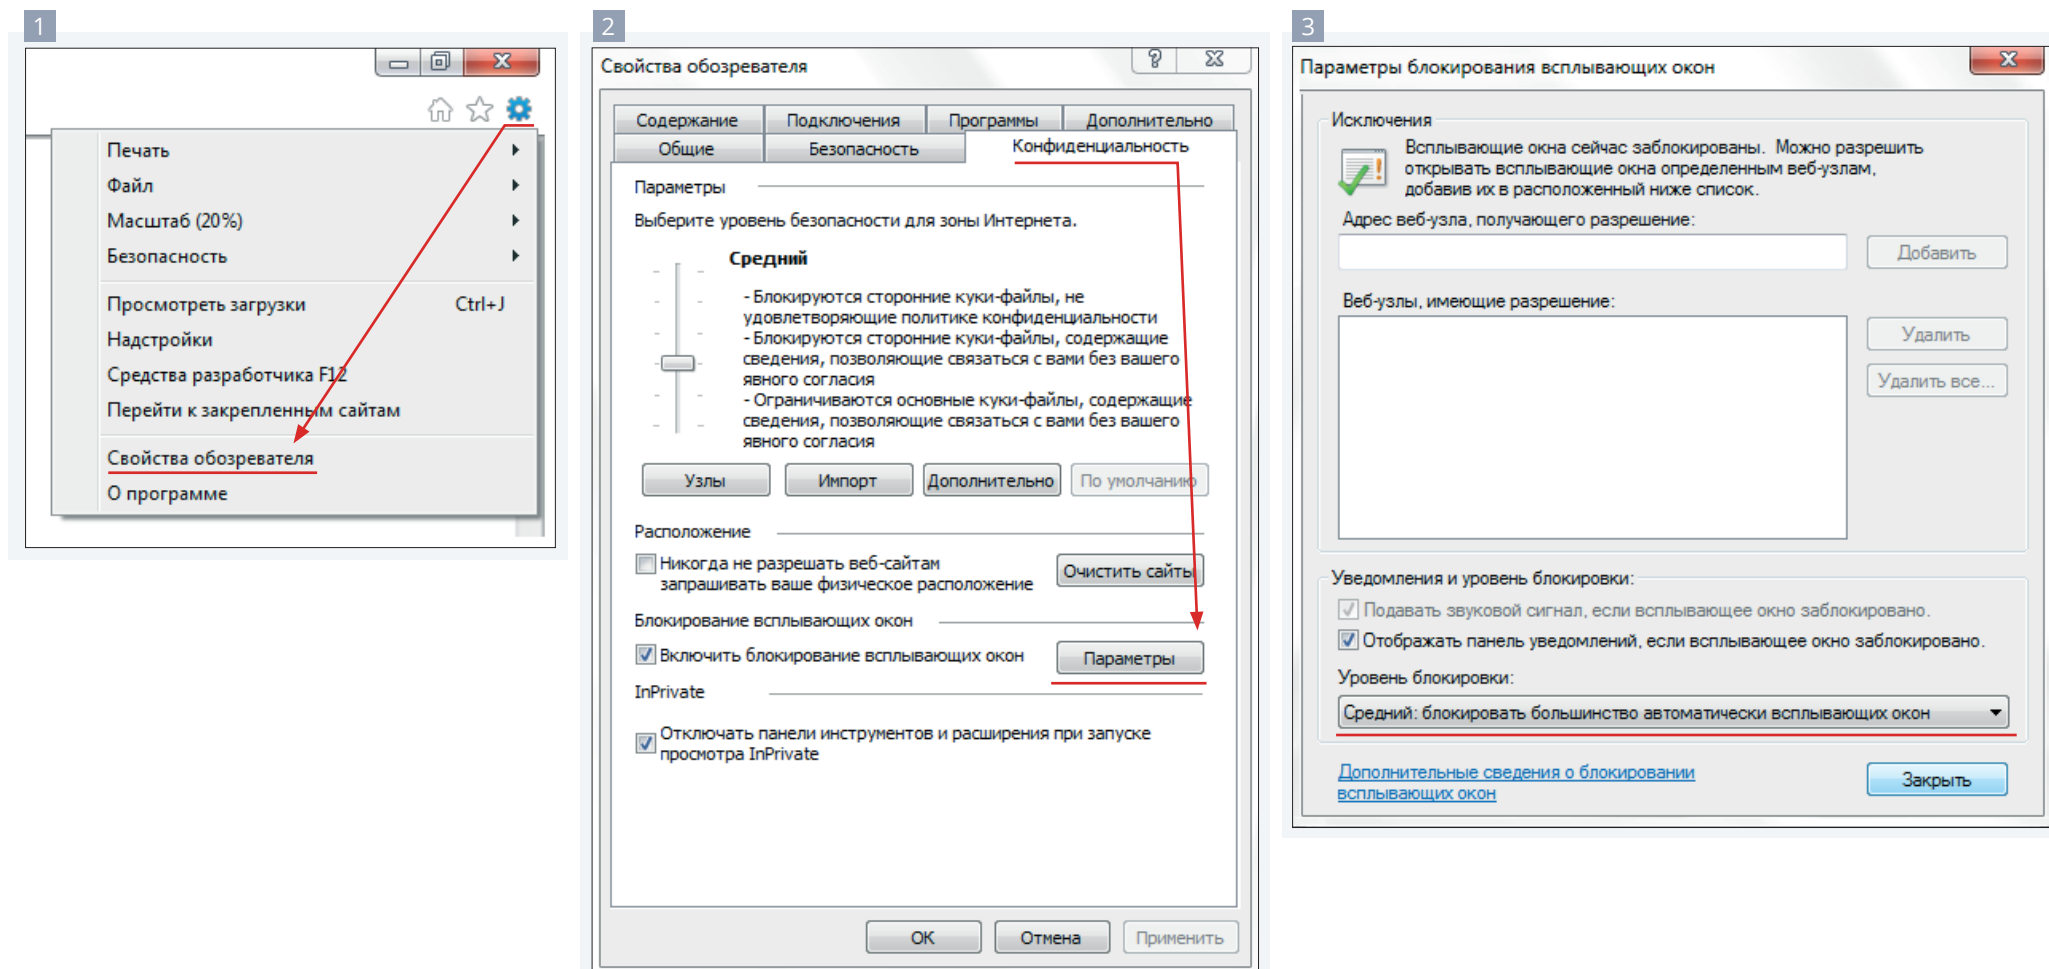 1
Печать
Файл
Масштаб (20%)
Безопасность
Просмотреть загрузки Ctrl+J
Надстройки
Средства разработчика F12
Перейти к закрепленным сайтам
Свойства обозревателя
О программе
2
Свойства обозревателя
Содержание Подключения Программы Дополнительно
Общие Безопасность Конфиденциальность
Параметры
Выберите уровень безопасности для зоны Интернета.
Средний
- Блокируются сторонние куки-файлы, не
удовлетворяющие политике конфиденциальности
- Блокируются сторонние куки-файлы, содержащие
сведения, позволяющие связаться с вами без вашего
явного согласия
- Ограничиваются основные куки-файлы, содержащие
сведения, позволяющие связаться с вами без вашего
явного согласия
Узлы Импорт Дополнительно По умолчанию
Расположение
Никогда не разрешать веб-сайтам
запрашивать ваше физическое расположение
Очистить сайты
Блокирование всплывающих окон
Включить блокирование всплывающих окон Параметры
InPrivate
Отключать панели инструментов и расширения при запуске
просмотра InPrivate
ОК Отмена Применить
3
Параметры блокирования всплывающих окон
Исключения
Всплывающие окна сейчас заблокированы. Можно разрешить
открывать всплывающие окна определенным веб-узлам,
добавив их в расположенный ниже список.
Адрес веб-узла, получающего разрешение:
Добавить
Веб-узлы, имеющие разрешение:
Удалить
Удалить все...
Уведомления и уровень блокировки:
Подавать звуковой сигнал, если всплывающее окно заблокировано.
Отображать панель уведомлений, если всплывающее окно заблокировано.
Уровень блокировки:
Средний: блокировать большинство автоматически всплывающих окон
Дополнительные сведения о блокировании
всплывающих окон
Закрыть